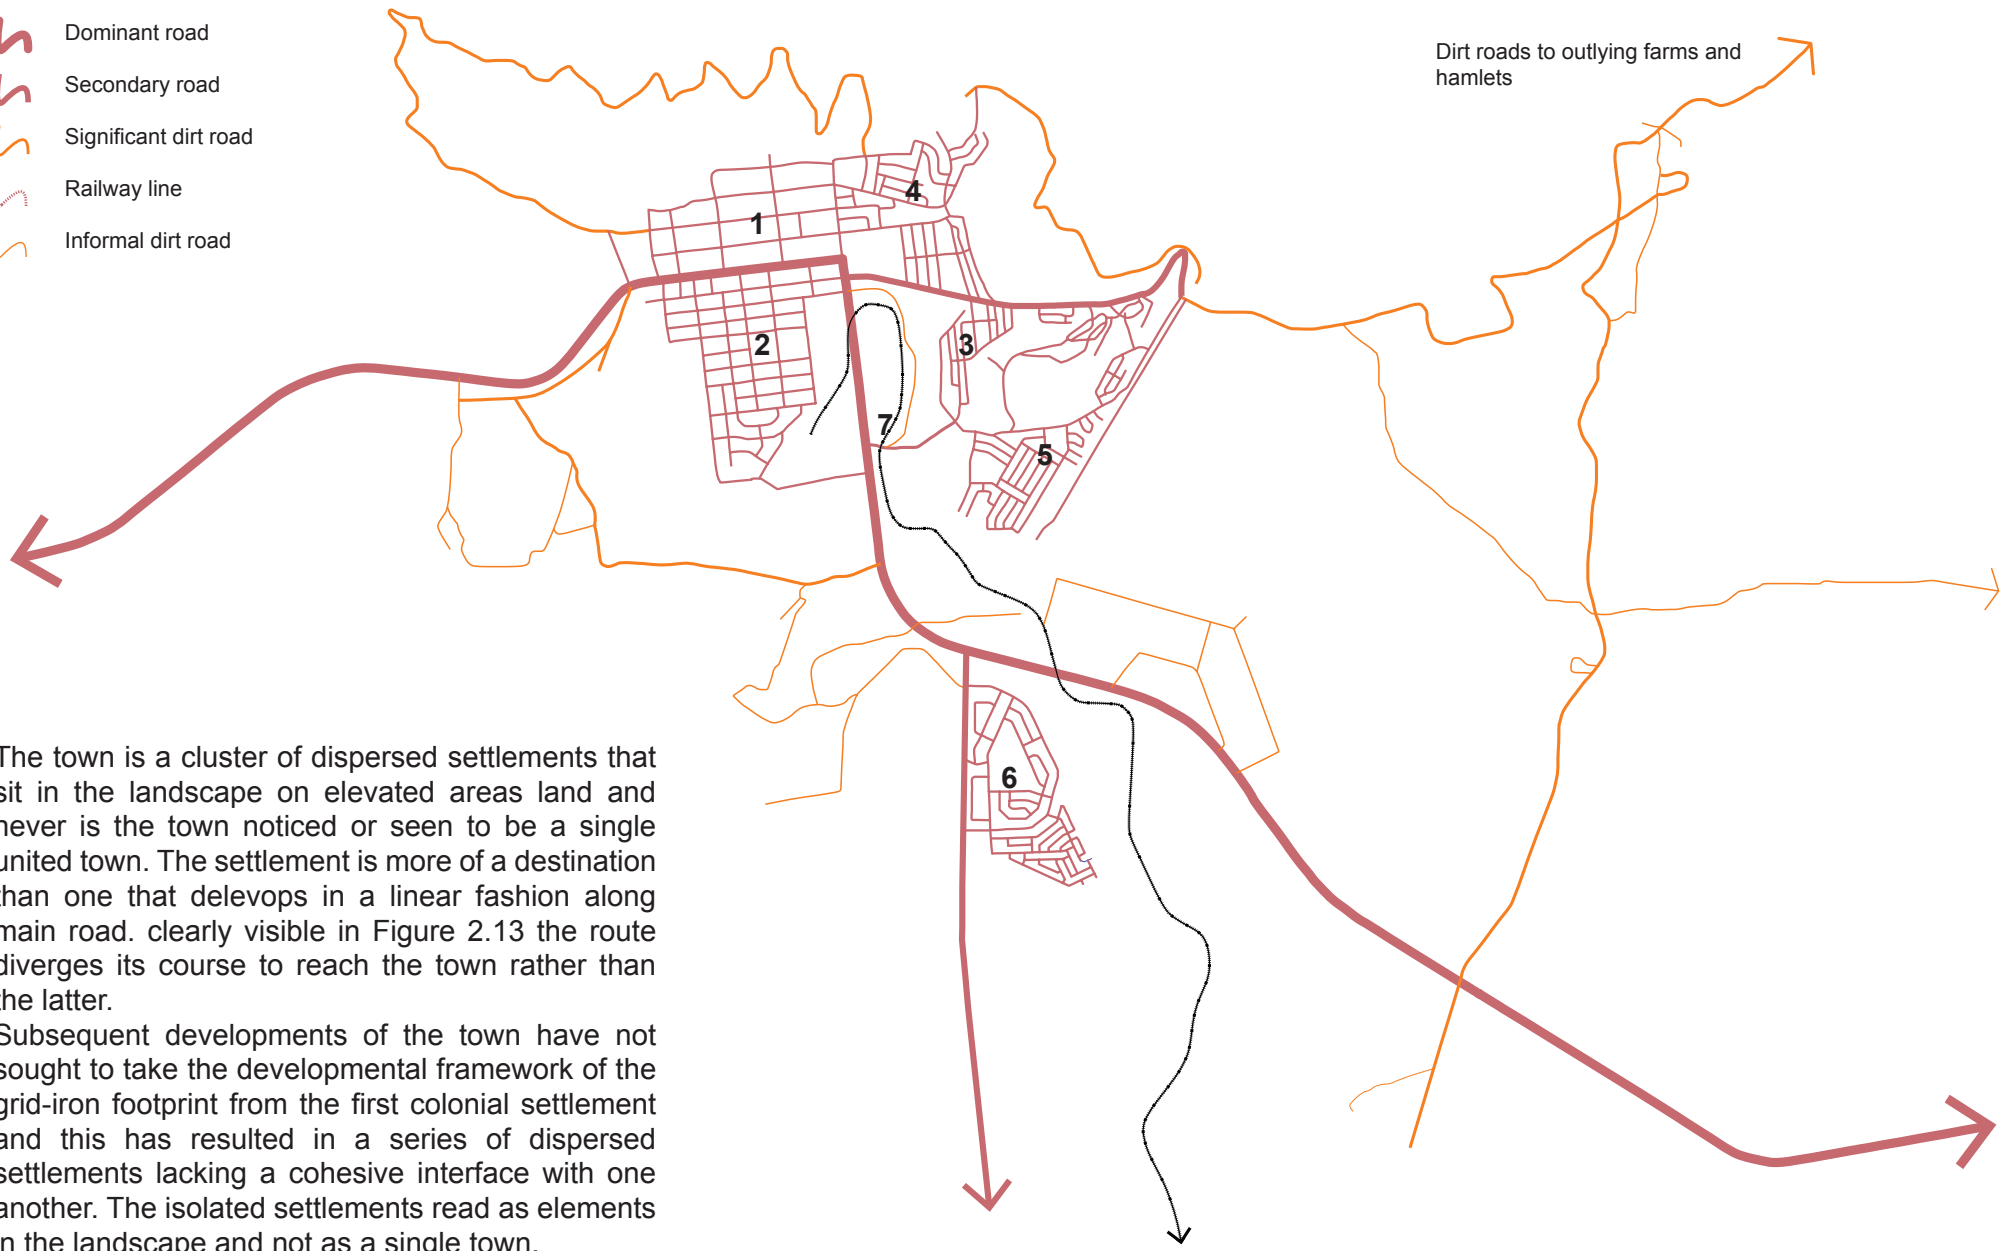 Dominant road
Secondary road
Significant dirt road
Railway line
Informal dirt road
Dirt roads to outlying farms and
hamlets
1
2
3
4
5
6
7
The town is a cluster of dispersed settlements that
sit in the landscape on elevated areas land and
never is the town noticed or seen to be a single
united town. The settlement is more of a destination
than one that delevops in a linear fashion along
main road. clearly visible in Figure 2.13 the route
diverges its course to reach the town rather than
the latter.
Subsequent developments of the town have not
sought to take the developmental framework of the
grid-iron footprint from the first colonial settlement
and this has resulted in a series of dispersed
settlements lacking a cohesive interface with one
another. The isolated settlements read as elements
in the landscape and not as a single town.